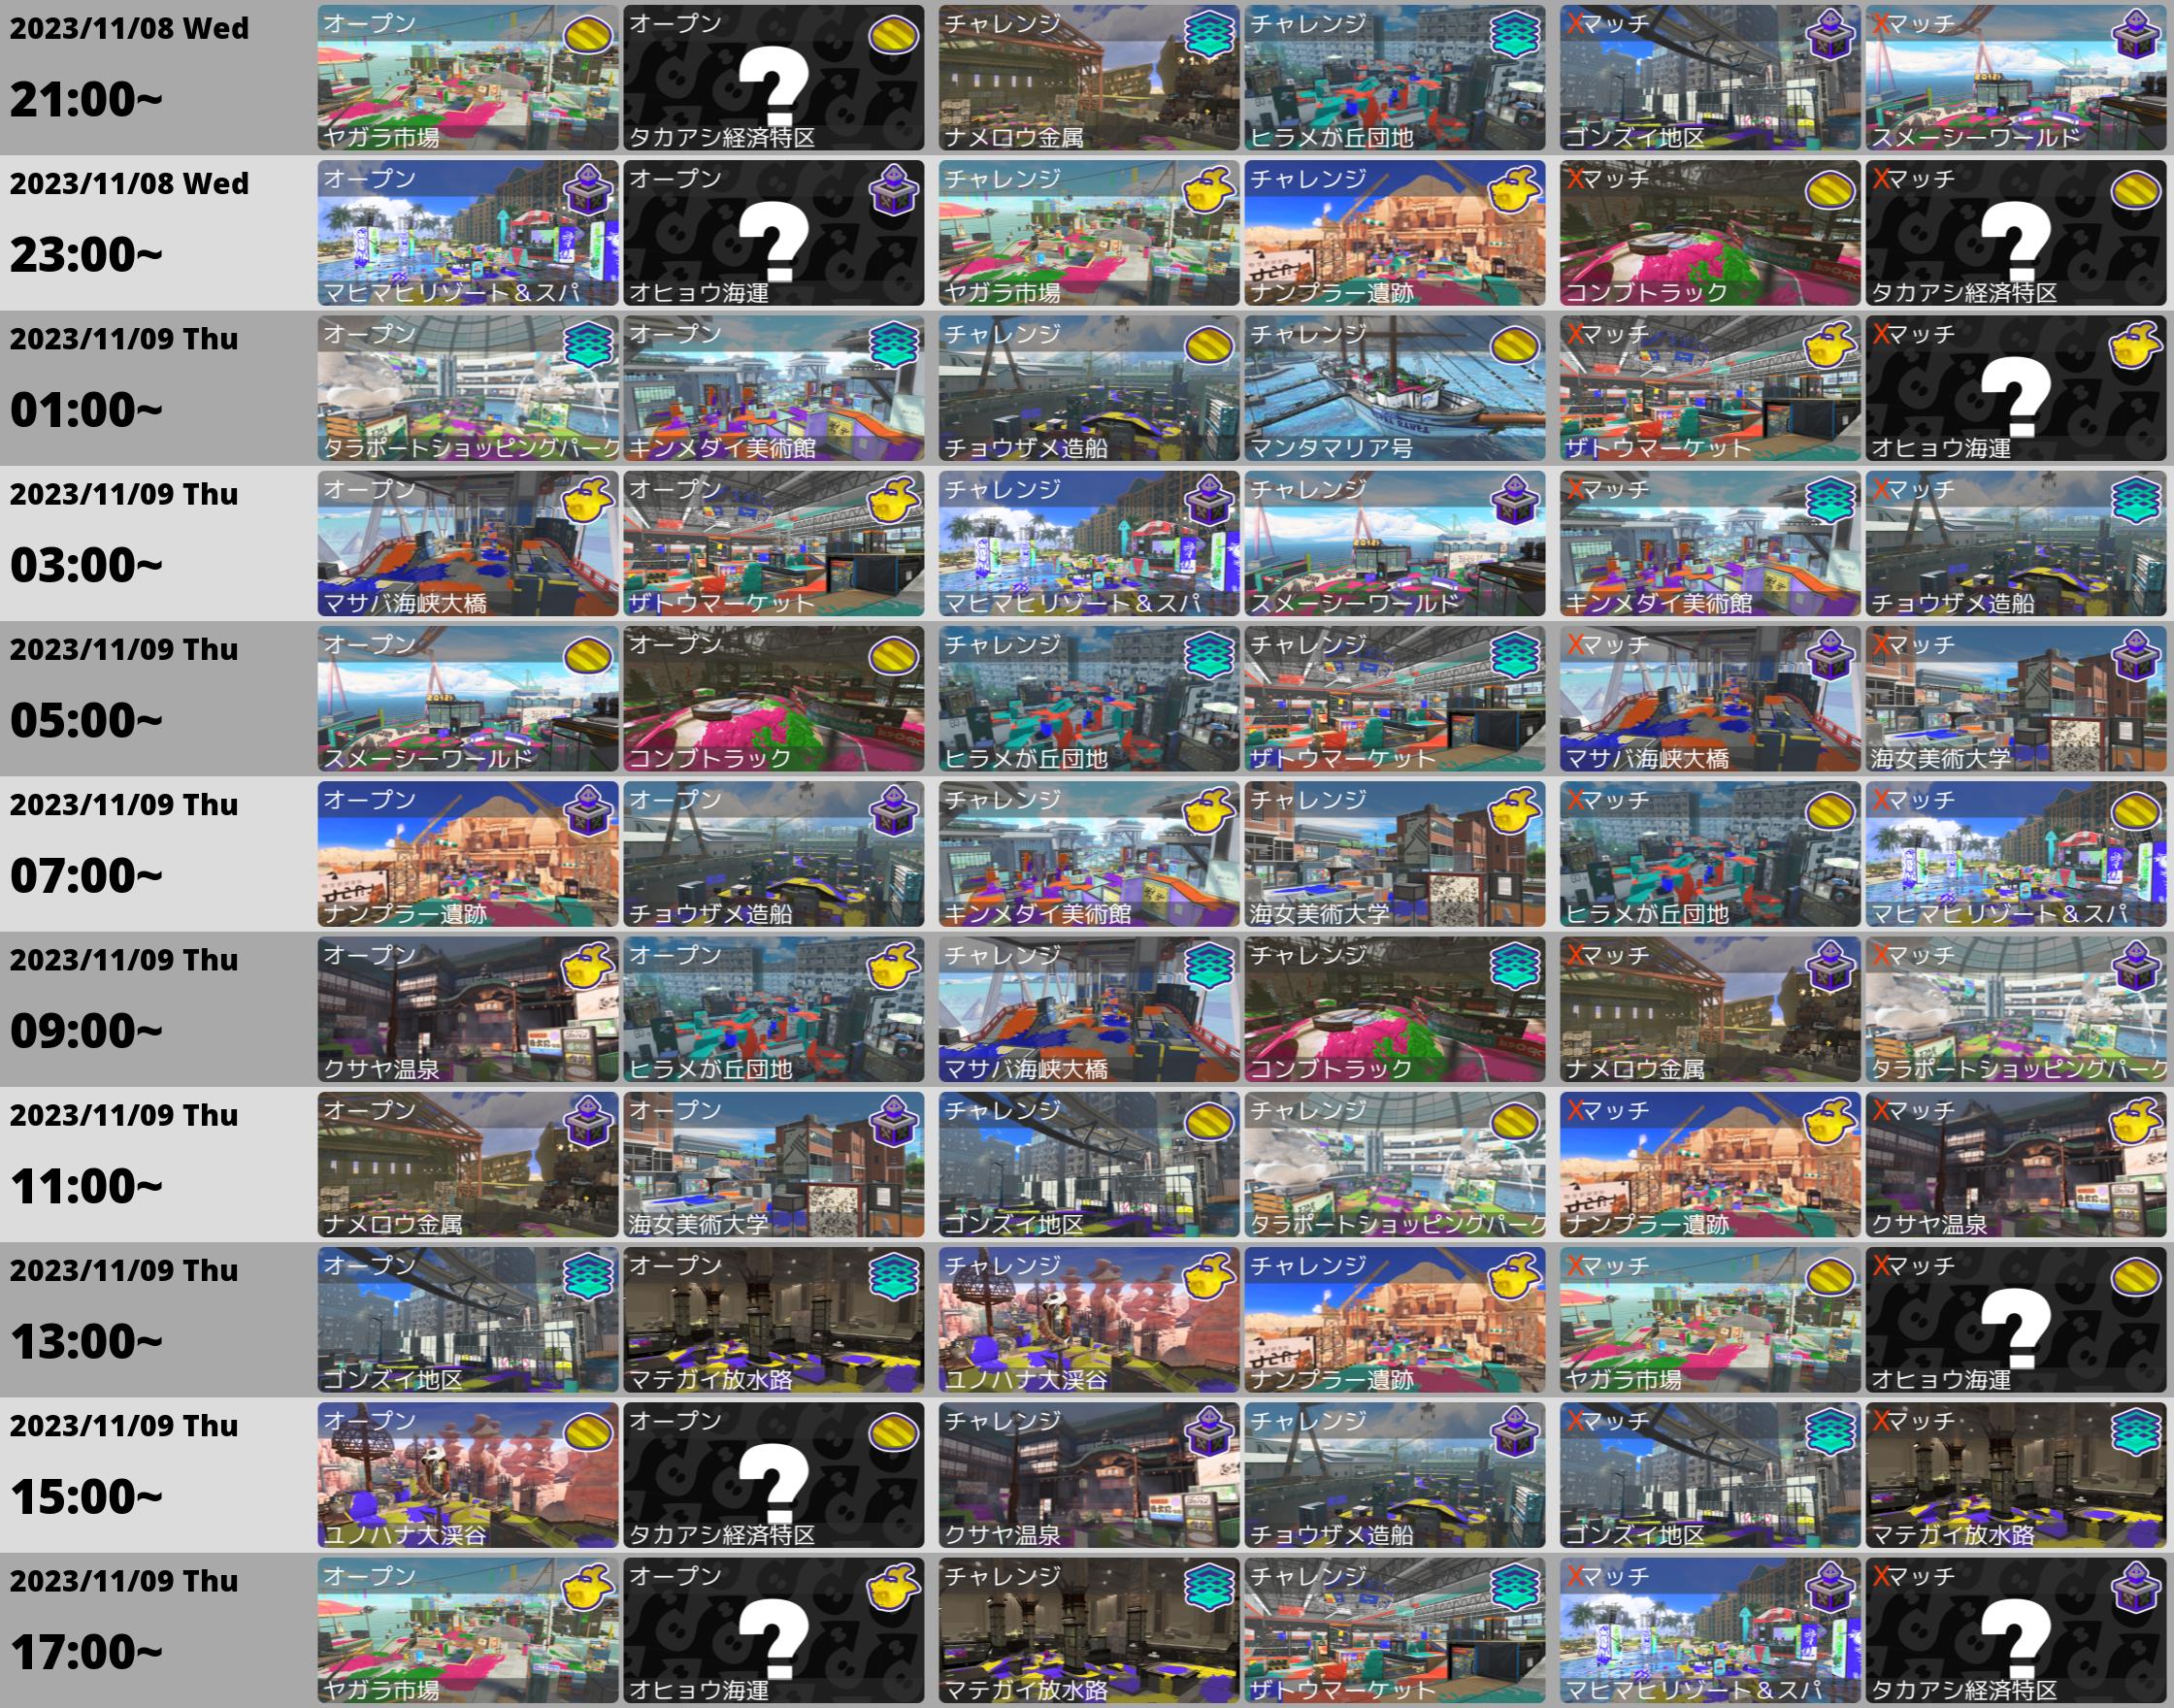 2023/11/08 Wed
21:00~
オープン
ヤガラ市場
オープン
タカアシ経済特区
チャレンジ
ナメロウ金属
チャレンジ
ヒラメが丘団地
Xマッチ
ゴンズイ地区
Xマッチ
スメーシーワールド
2023/11/08 Wed
23:00~
オープン
マヒマヒリゾート&スパ
オープン
オヒョウ海運
チャレンジ
ヤガラ市場
チャレンジ
ナンプラー遺跡
Xマッチ
コンブトラック
Xマッチ
タカアシ経済特区
2023/11/09 Thu
01:00~
オープン
タラポートショッピングパーク
オープン
キンメダイ美術館
チャレンジ
チョウザメ造船
チャレンジ
マンタマリア号
Xマッチ
ザトウマーケット
Xマッチ
オヒョウ海運
2023/11/09 Thu
03:00~
オープン
マサバ海峡大橋
オープン
ザトウマーケット
チャレンジ
マヒマヒリゾート&スパ
チャレンジ
スメーシーワールド
Xマッチ
キンメダイ美術館
Xマッチ
チョウザメ造船
2023/11/09 Thu
05:00~
オープン
スメーシーワールド
オープン
コンブトラック
チャレンジ
ヒラメが丘団地
チャレンジ
ザトウマーケット
Xマッチ
マサバ海峡大橋
Xマッチ
海女美術大学
2023/11/09 Thu
07:00~
オープン
ナンプラー遺跡
オープン
チョウザメ造船
チャレンジ
キンメダイ美術館
チャレンジ
海女美術大学
Xマッチ
ヒラメが丘団地
Xマッチ
マヒマヒリゾート&スパ
2023/11/09 Thu
09:00~
オープン
クサヤ温泉
オープン
ヒラメが丘団地
チャレンジ
マサバ海峡大橋
チャレンジ
コンブトラック
Xマッチ
ナメロウ金属
Xマッチ
タラポートショッピングパーク
2023/11/09 Thu
11:00~
オープン
ナメロウ金属
オープン
海女美術大学
チャレンジ
ゴンズイ地区
チャレンジ
タラポートショッピングパーク
Xマッチ
ナンプラー遺跡
Xマッチ
クサヤ温泉
2023/11/09 Thu
13:00~
オープン
ゴンズイ地区
オープン
マテガイ放水路
チャレンジ
ユノハナ大渓谷
チャレンジ
ナンプラー遺跡
Xマッチ
ヤガラ市場
Xマッチ
オヒョウ海運
2023/11/09 Thu
15:00~
オープン
ユノハナ大渓谷
オープン
タカアシ経済特区
チャレンジ
クサヤ温泉
チャレンジ
チョウザメ造船
Xマッチ
ゴンズイ地区
Xマッチ
マテガイ放水路
2023/11/09 Thu
17:00~
オープン
ヤガラ市場
オープン
オヒョウ海運
チャレンジ
マテガイ放水路
チャレンジ
ザトウマーケット
Xマッチ
マヒマヒリゾート&スパ
Xマッチ
タカアシ経済特区